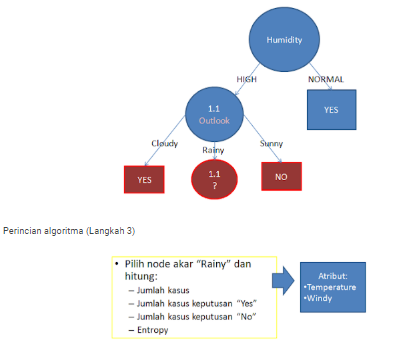 Humidity
HIGH
NORMAL
1.1
Outlook
YES
Cloudy
Rainy
Sunny
YES
1.1
?
NO
Perincian algoritma (Langkah 3)
• Pilih node akar "Rainy" dan
hitung:
– Jumlah kasus
– Jumlah kasus keputusan "Yes"
– Jumlah kasus keputusan "No"
– Entropy
Atribut:
•Temperature
•Windy